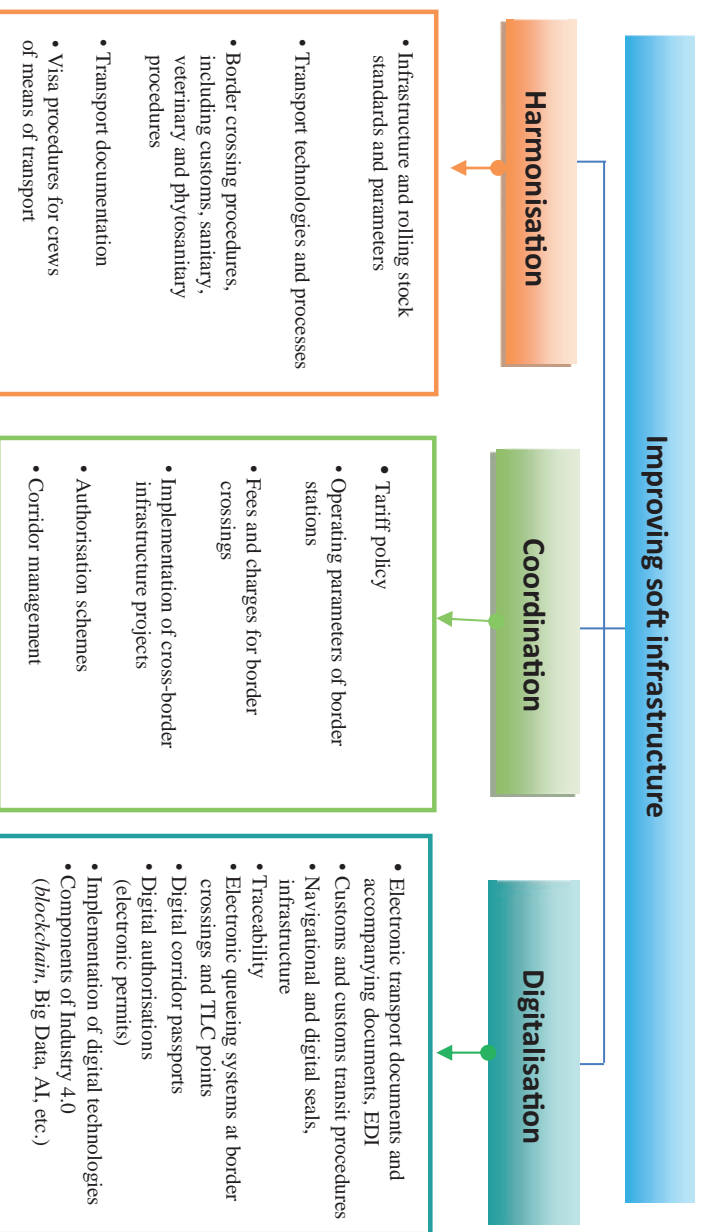 Improving soft infrastructure
Harmonisation
• Infrastructure and rolling stock
standards and parameters
• Transport technologies and processes
• Border crossing procedures,
including customs, sanitary,
veterinary and phytosanitary
procedures
• Transport documentation
• Visa procedures for crews
of means of transport
Coordination
• Tariff policy
• Operating parameters of border
stations
• Fees and charges for border
crossings
• Implementation of cross-border
infrastructure projects
• Authorisation schemes
• Corridor management
Digitalisation
• Electronic transport documents and
accompanying documents, EDI
• Customs and customs transit procedures
• Navigational and digital seals,
infrastructure
• Traceability
• Electronic queueing systems at border
crossings and TLC points
• Digital corridor passports
• Digital authorisations
(electronic permits)
• Implementation of digital technologies
• Components of Industry 4.0
(blockchain, Big Data, AI, etc.)